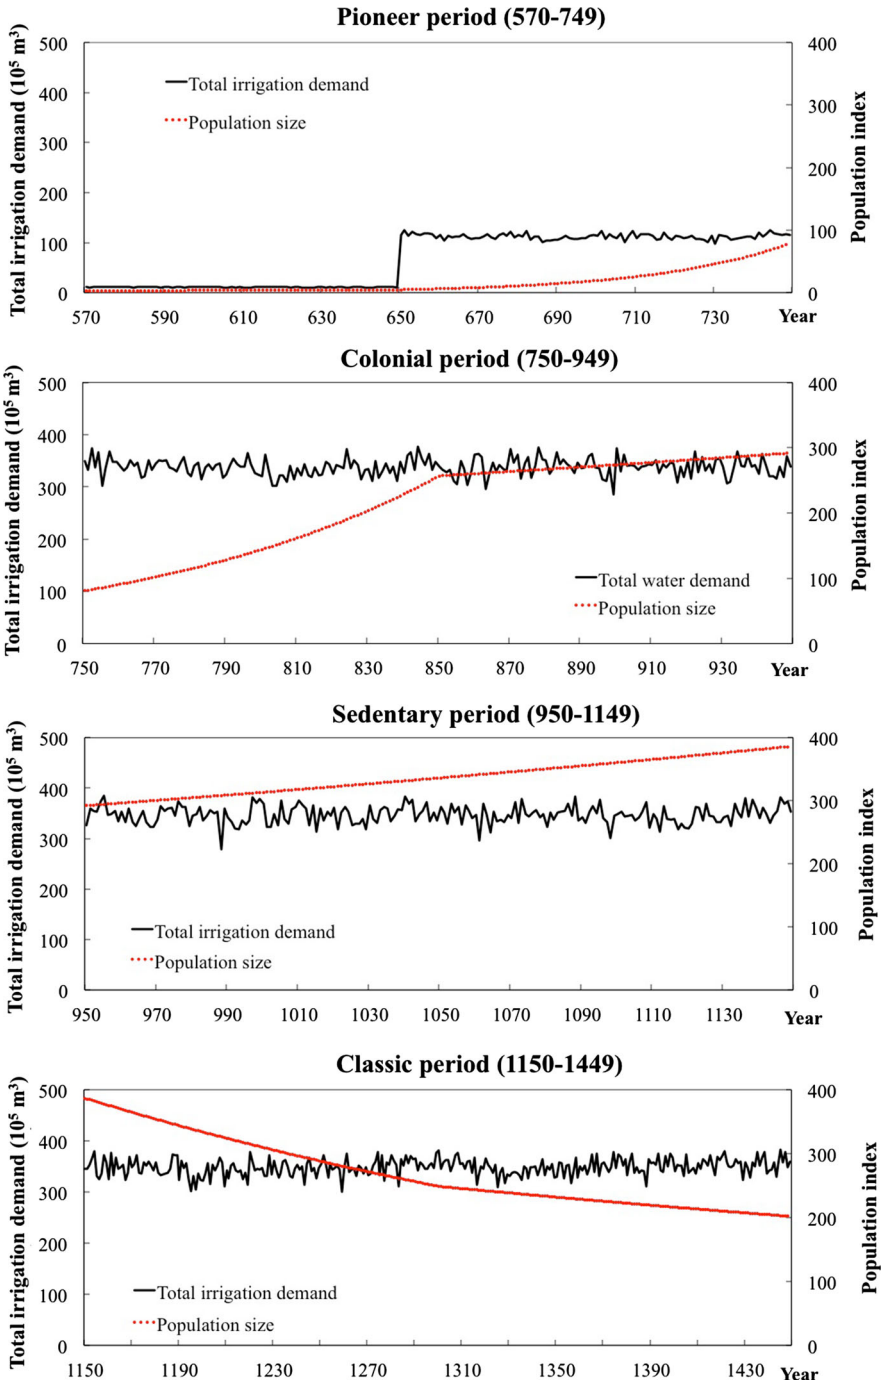 Pioneer period (570-749)
Total irrigation demand (10⁵ m³)
500
400
300
200
100
0
Total irrigation demand
Population size
400
300
200
100
0
Population index
570 590 610 630 650 670 690 710 730 Year
Colonial period (750-949)
Total irrigation demand (10⁵ m³)
500
400
300
200
100
0
Total water demand
Population size
400
300
200
100
0
Population index
750 770 790 810 830 850 870 890 910 930 Year
Sedentary period (950-1149)
Total irrigation demand (10⁵ m³)
500
400
300
200
100
0
Total irrigation demand
Population size
400
300
200
100
0
Population index
950 970 990 1010 1030 1050 1070 1090 1110 1130 Year
Classic period (1150-1449)
Total irrigation demand (10⁵ m³)
500
400
300
200
100
0
Total irrigation demand
Population size
400
300
200
100
0
Population index
1150 1190 1230 1270 1310 1350 1390 1430 Year